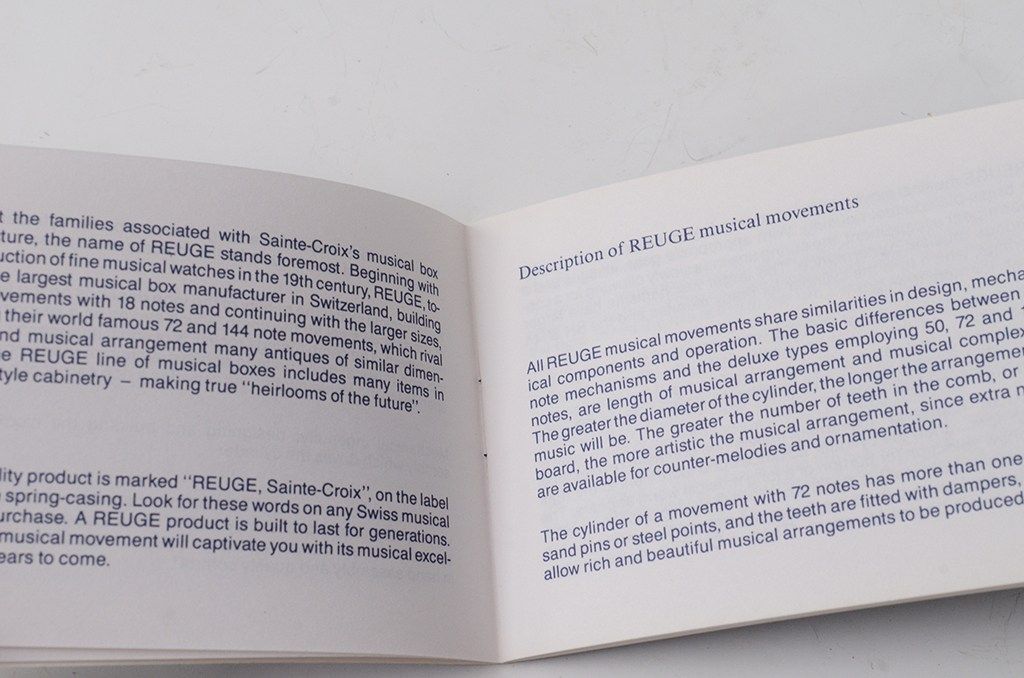 t the families associated with Sainte-Croix's musical box
ture, the name of REUGE stands foremost. Beginning with
uction of fine musical watches in the 19th century, REUGE, to-
e largest musical box manufacturer in Switzerland, building
vements with 18 notes and continuing with the larger sizes,
their world famous 72 and 144 note movements, which rival
nd musical arrangement many antiques of similar dimen-
e REUGE line of musical boxes includes many items in
tyle cabinetry – making true "heirlooms of the future".
lity product is marked "REUGE, Sainte-Croix", on the label
spring-casing. Look for these words on any Swiss musical
urchase. A REUGE product is built to last for generations.
musical movement will captivate you with its musical excel-
ears to come.
Description of REUGE musical movements
All REUGE musical movements share similarities in design, mecha
ical components and operation. The basic differences between
note mechanisms and the deluxe types employing 50, 72 and 1
notes, are length of musical arrangement and musical complex
The greater the diameter of the cylinder, the longer the arrangemen
music will be. The greater the number of teeth in the comb, or
board, the more artistic the musical arrangement, since extra n
are available for counter-melodies and ornamentation.
The cylinder of a movement with 72 notes has more than one
sand pins or steel points, and the teeth are fitted with dampers,
allow rich and beautiful musical arrangements to be produced